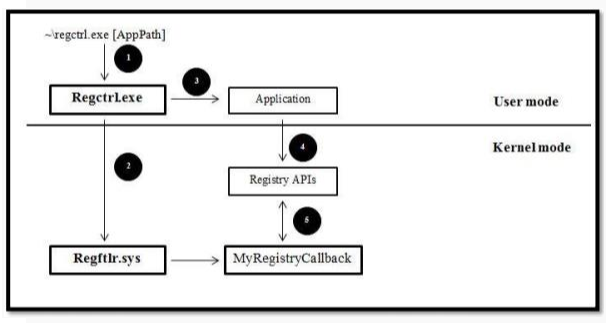 ~\regctrl.exe [AppPath]
1
3
Regctrl.exe
Application
User mode
Kernel mode
2
4
Registry APIs
5
Regftlr.sys
MyRegistryCallback